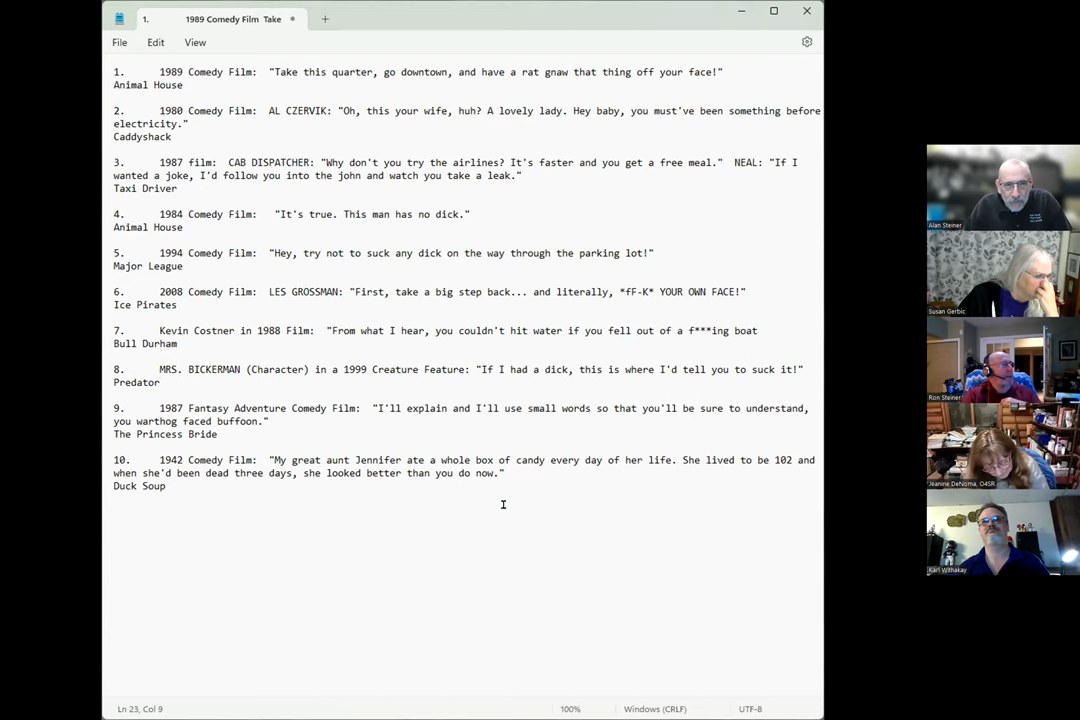 1. 1989 Comedy Film Take
File Edit View
1. 1989 Comedy Film: "Take this quarter, go downtown, and have a rat gnaw that thing off your face!"
Animal House
2. 1980 Comedy Film: AL CZERVIK: "Oh, this your wife, huh? A lovely lady. Hey baby, you must've been something before
electricity."
Caddyshack
3. 1987 film: CAB DISPATCHER: "Why don't you try the airlines? It's faster and you get a free meal." NEAL: "If I
wanted a joke, I'd follow you into the john and watch you take a leak."
Taxi Driver
4. 1984 Comedy Film: "It's true. This man has no dick."
Animal House
5. 1994 Comedy Film: "Hey, try not to suck any dick on the way through the parking lot!"
Major League
6. 2008 Comedy Film: LES GROSSMAN: "First, take a big step back... and literally, *fF-K* YOUR OWN FACE!"
Ice Pirates
7. Kevin Costner in 1988 Film: "From what I hear, you couldn't hit water if you fell out of a f***ing boat
Bull Durham
8. MRS. BICKERMAN (Character) in a 1999 Creature Feature: "If I had a dick, this is where I'd tell you to suck it!"
Predator
9. 1987 Fantasy Adventure Comedy Film: "I'll explain and I'll use small words so that you'll be sure to understand,
you warthog faced buffoon."
The Princess Bride
10. 1942 Comedy Film: "My great aunt Jennifer ate a whole box of candy every day of her life. She lived to be 102 and
when she'd been dead three days, she looked better than you do now."
Duck Soup
Ln 23, Col 9 100% Windows (CRLF) UTF-8
Alan Steiner
Susan Gerbic
Ron Steiner
Jeanine DeNoma, O4SR
Karl Withakay